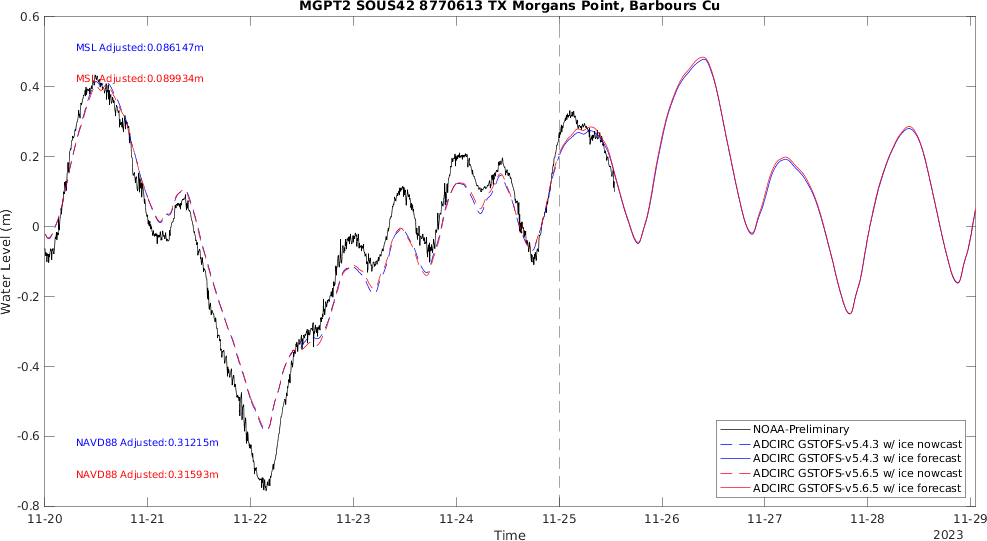 MGPT2 SOUS42 8770613 TX Morgans Point, Barbours Cu
0.6
0.4
0.2
0
-0.2
-0.4
-0.6
-0.8
Water Level (m)
MSL Adjusted:0.086147m
MSL Adjusted:0.089934m
NAVD88 Adjusted:0.31215m
NAVD88 Adjusted:0.31593m
NOAA-Preliminary
ADCIRC GSTOFS-v5.4.3 w/ ice nowcast
ADCIRC GSTOFS-v5.4.3 w/ ice forecast
ADCIRC GSTOFS-v5.6.5 w/ ice nowcast
ADCIRC GSTOFS-v5.6.5 w/ ice forecast
11-20 11-21 11-22 11-23 11-24 11-25 11-26 11-27 11-28 11-29
Time
2023